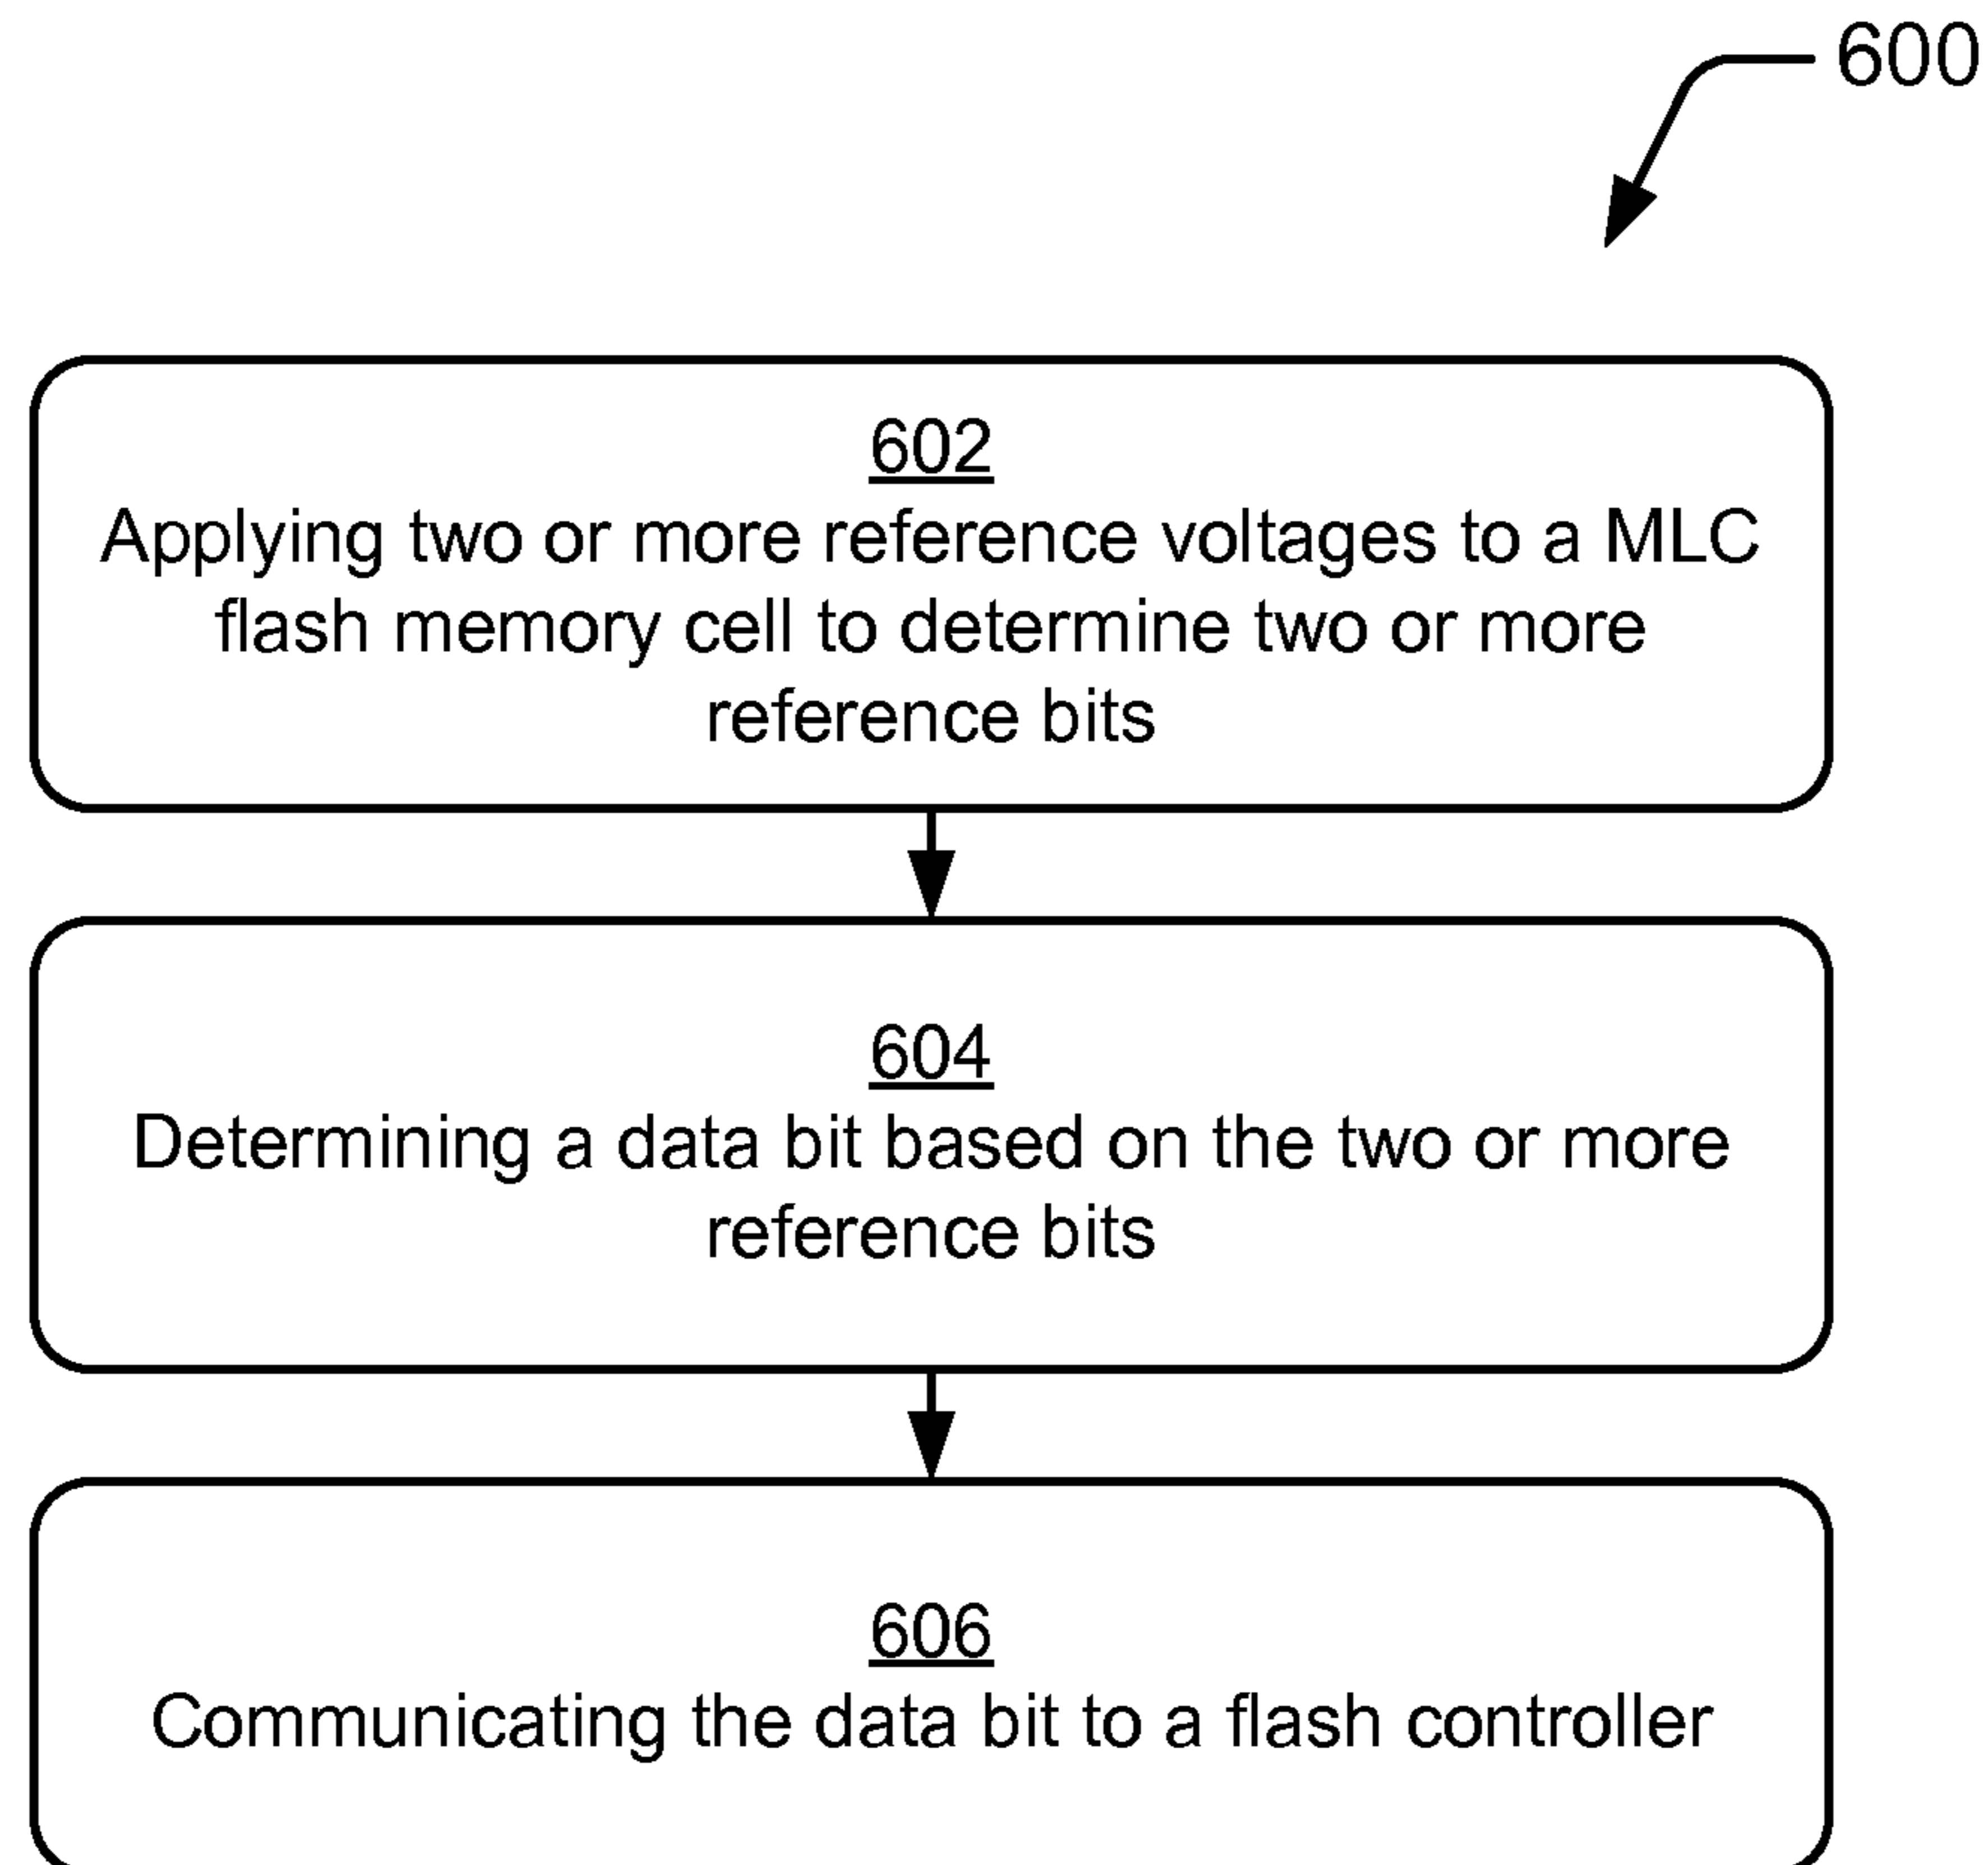 600
602
Applying two or more reference voltages to a MLC
flash memory cell to determine two or more
reference bits
604
Determining a data bit based on the two or more
reference bits
606
Communicating the data bit to a flash controller